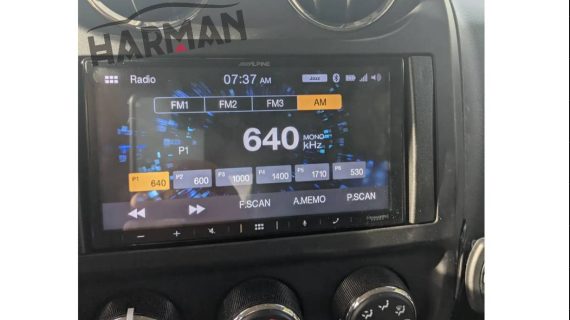 HARMAN
ALPINE
Radio 07:37 AM Jazz
FM1 FM2 FM3 AM
640 MONO kHz
P1
P1 640 P2 600 P3 1000 P4 1400 P5 1710 P6 530
F.SCAN A.MEMO P.SCAN